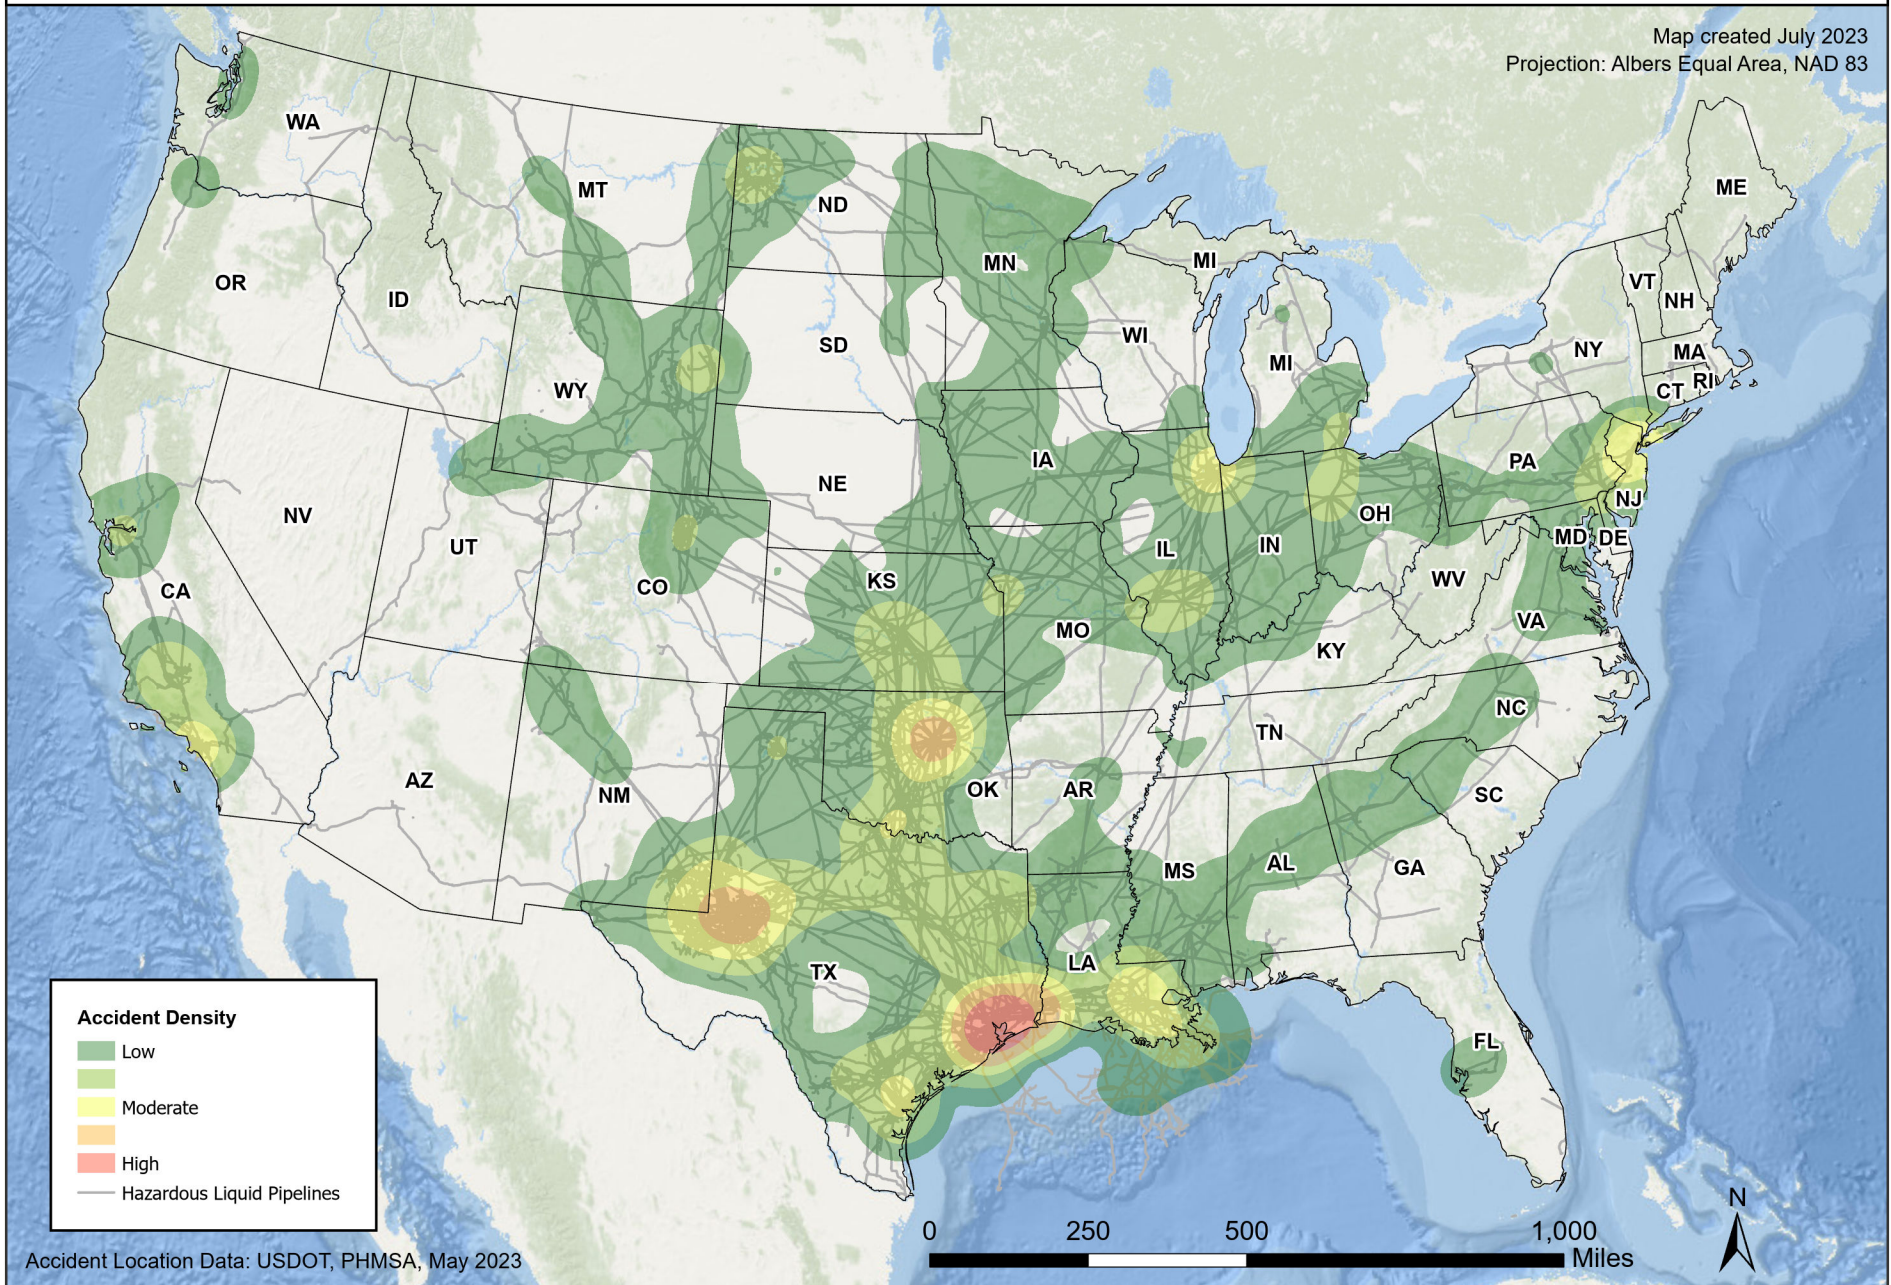 Map created July 2023
Projection: Albers Equal Area, NAD 83
WA
MT
ND
ME
OR
ID
MN
MI
VT
NH
SD
WI
MI
NY
MA
WY
CT
RI
IA
PA
NE
NJ
NV
OH
UT
IL
IN
MD
DE
CO
KS
CA
WV
VA
MO
KY
NC
TN
AZ
NM
OK
AR
SC
MS
AL
GA
TX
LA
FL
Accident Density
Low
Moderate
High
Hazardous Liquid Pipelines
N
0 250 500 1,000
Miles
Accident Location Data: USDOT, PHMSA, May 2023